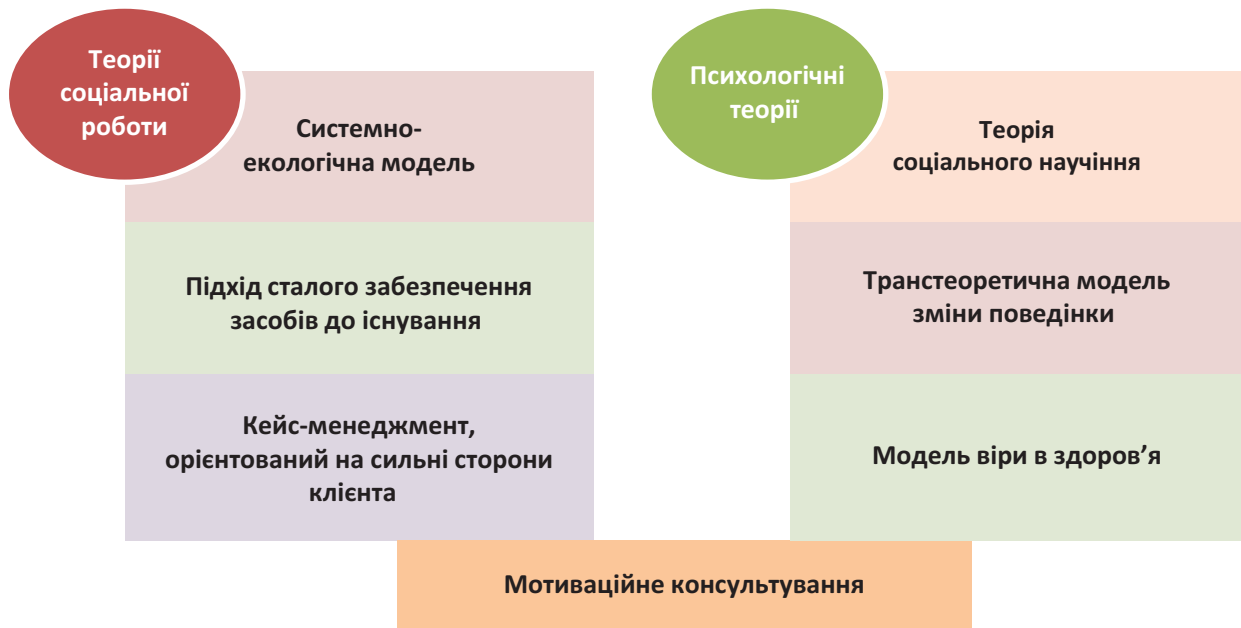 Теорії
соціальної
роботи
Системно-
екологічна модель
Підхід сталого забезпечення
засобів до існування
Кейс-менеджмент,
орієнтований на сильні сторони
клієнта
Психологічні
теорії
Теорія
соціального научіння
Транстеоретична модель
зміни поведінки
Модель віри в здоров’я
Мотиваційне консультування